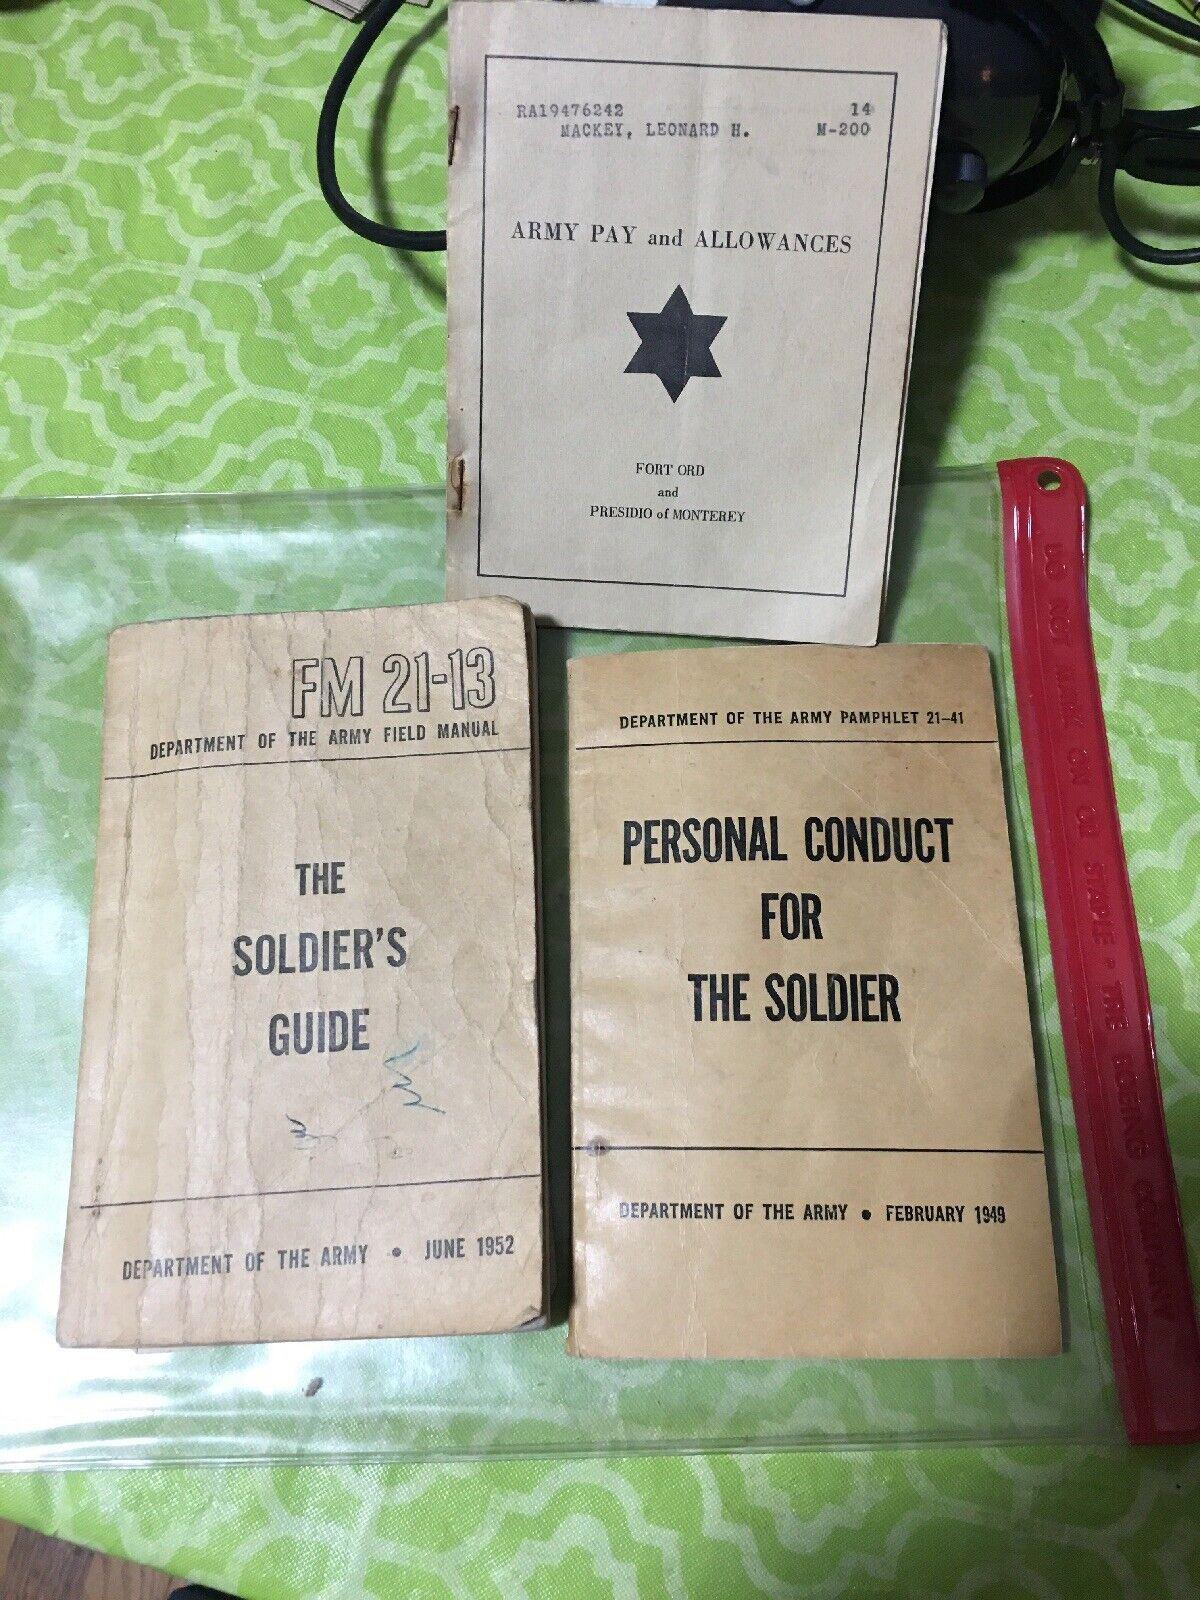 RA19476242 14
MACKEY, LEONARD H. M-200
ARMY PAY and ALLOWANCES
FORT ORD
and
PRESIDIO of MONTEREY
FM 21-13
DEPARTMENT OF THE ARMY FIELD MANUAL
THE
SOLDIER'S
GUIDE
DEPARTMENT OF THE ARMY • JUNE 1952
DEPARTMENT OF THE ARMY PAMPHLET 21-41
PERSONAL CONDUCT
FOR
THE SOLDIER
DEPARTMENT OF THE ARMY • FEBRUARY 1949
DO NOT ON OR STAPLE • THE BOEING COMPANY